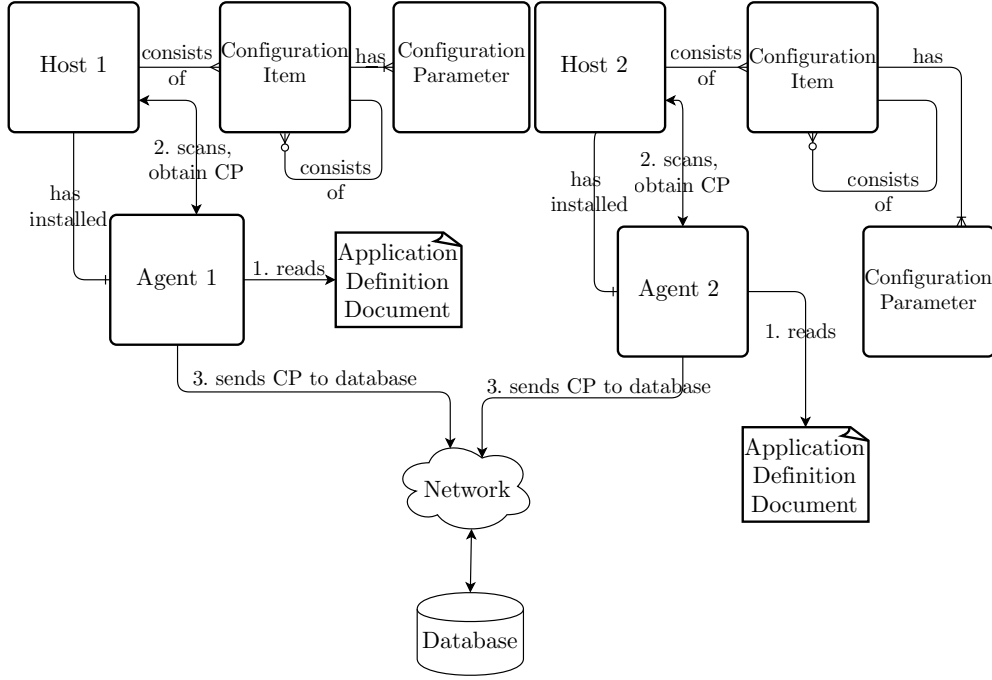 Host 1
consists
of
Configuration
Item
has
Configuration
Parameter
Host 2
consists
of
Configuration
Item
has
2. scans,
obtain CP
consists
of
has
installed
2. scans,
obtain CP
consists
of
has
installed
Agent 1
1. reads
Application
Definition
Document
Agent 2
1. reads
Configuration
Parameter
3. sends CP to database
3. sends CP to database
Network
Application
Definition
Document
Database